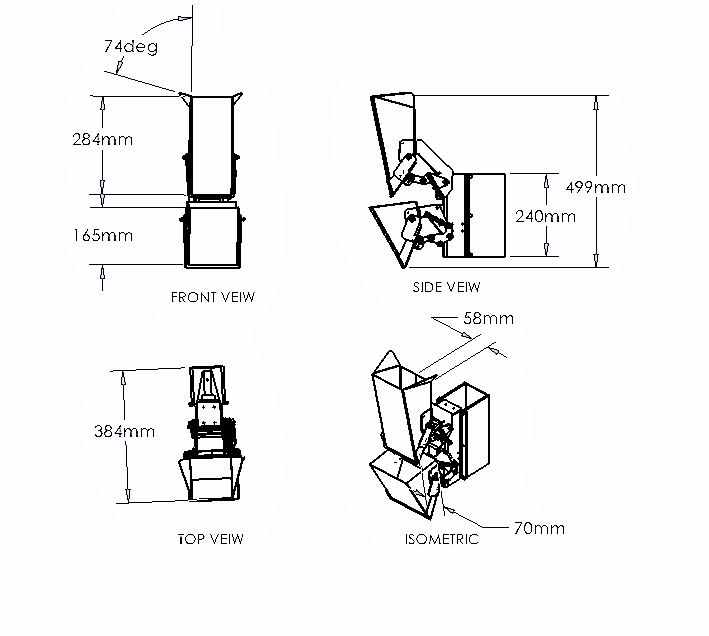 74deg
284mm
165mm
FRONT VEIW
499mm
240mm
SIDE VEIW
58mm
384mm
TOP VEIW
70mm
ISOMETRIC